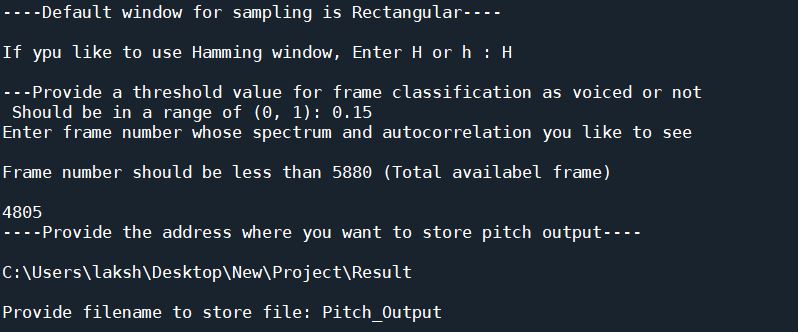 ----Default window for sampling is Rectangular----
If ypu like to use Hamming window, Enter H or h : H
---Provide a threshold value for frame classification as voiced or not
 Should be in a range of (0, 1): 0.15
Enter frame number whose spectrum and autocorrelation you like to see
Frame number should be less than 5880 (Total availabel frame)
4805
----Provide the address where you want to store pitch output----
C:\Users\laksh\Desktop\New\Project\Result
Provide filename to store file: Pitch_Output